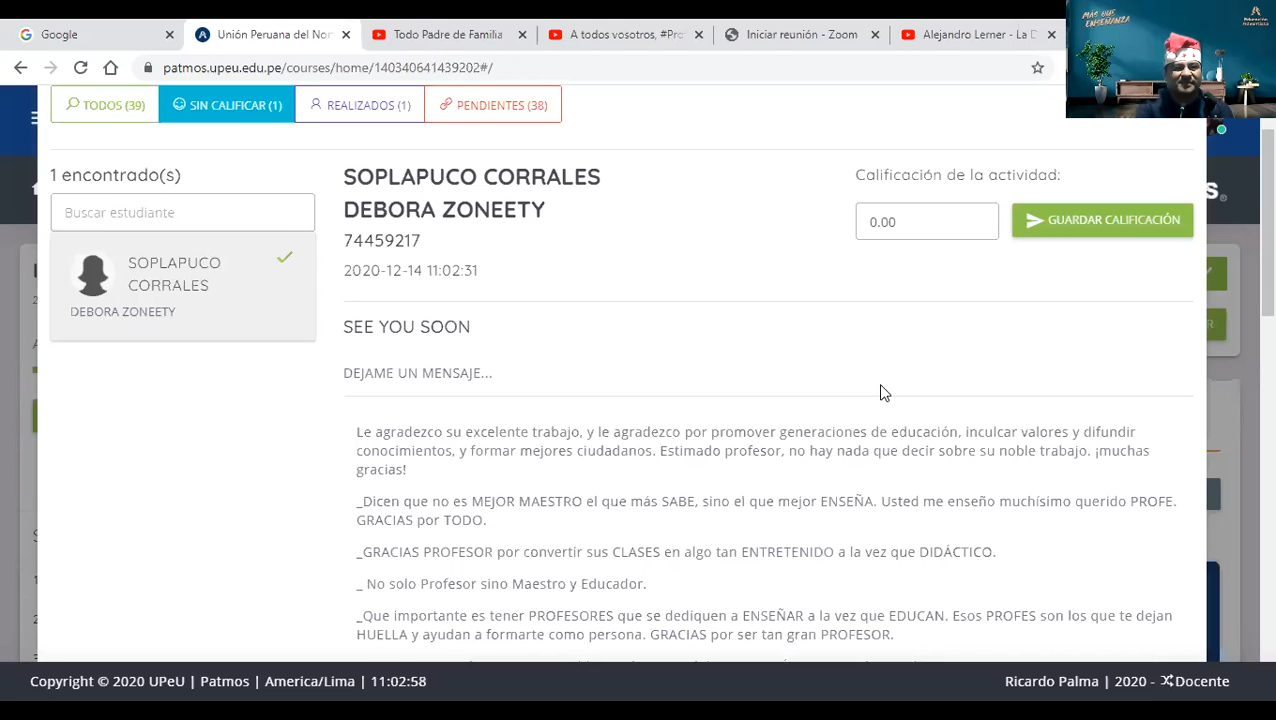 Google
Unión Peruana del Nor
Todo Padre de Familia
A todos vosotros, #Pro
Iniciar reunión - Zoom
Alejandro Lerner - La D
MÁS QUE
ENSEÑANZA
patmos.upeu.edu.pe/courses/home/140340641439202#/
TODOS (39)
SIN CALIFICAR (1)
REALIZADOS (1)
PENDIENTES (38)
1 encontrado(s)
Buscar estudiante
SOPLAPUCO
CORRALES
DEBORA ZONEETY
SOPLAPUCO CORRALES
DEBORA ZONEETY
74459217
2020-12-14 11:02:31
Calificación de la actividad:
0.00
GUARDAR CALIFICACIÓN
SEE YOU SOON
DEJAME UN MENSAJE...
Le agradezco su excelente trabajo, y le agradezco por promover generaciones de educación, inculcar valores y difundir
conocimientos, y formar mejores ciudadanos. Estimado profesor, no hay nada que decir sobre su noble trabajo. ¡muchas
gracias!
_Dicen que no es MEJOR MAESTRO el que más SABE, sino el que mejor ENSEÑA. Usted me enseño muchísimo querido PROFE.
GRACIAS por TODO.
_GRACIAS PROFESOR por convertir sus CLASES en algo tan ENTRETENIDO a la vez que DIDÁCTICO.
_ No solo Profesor sino Maestro y Educador.
_Que importante es tener PROFESORES que se dediquen a ENSEÑAR a la vez que EDUCAN. Esos PROFES son los que te dejan
HUELLA y ayudan a formarte como persona. GRACIAS por ser tan gran PROFESOR.
Copyright © 2020 UPeU | Patmos | America/Lima | 11:02:58
Ricardo Palma | 2020 - Docente